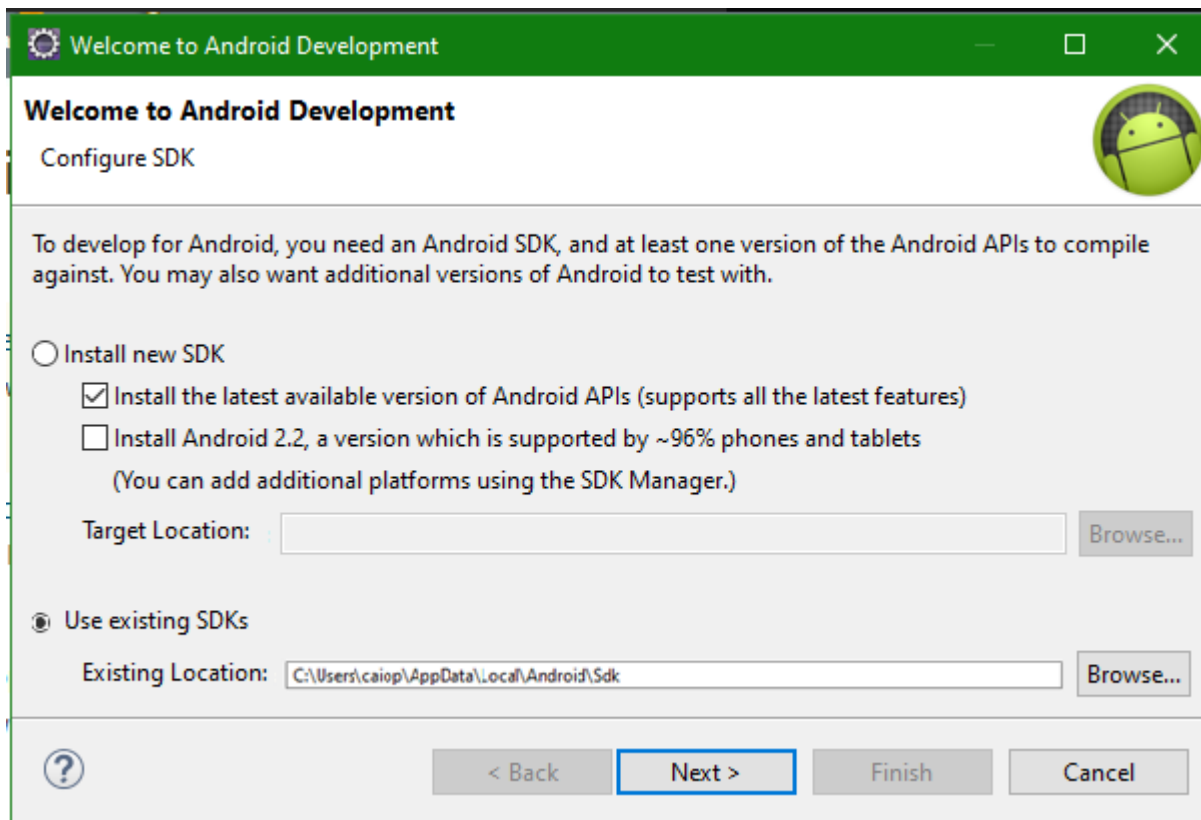 Welcome to Android Development
Welcome to Android Development
Configure SDK
To develop for Android, you need an Android SDK, and at least one version of the Android APIs to compile
against. You may also want additional versions of Android to test with.
Install new SDK
Install the latest available version of Android APIs (supports all the latest features)
Install Android 2.2, a version which is supported by ~96% phones and tablets
(You can add additional platforms using the SDK Manager.)
Target Location: Browse...
Use existing SDKs
Existing Location: C:\Users\caiop\AppData\Local\Android\Sdk Browse...
? < Back Next > Finish Cancel